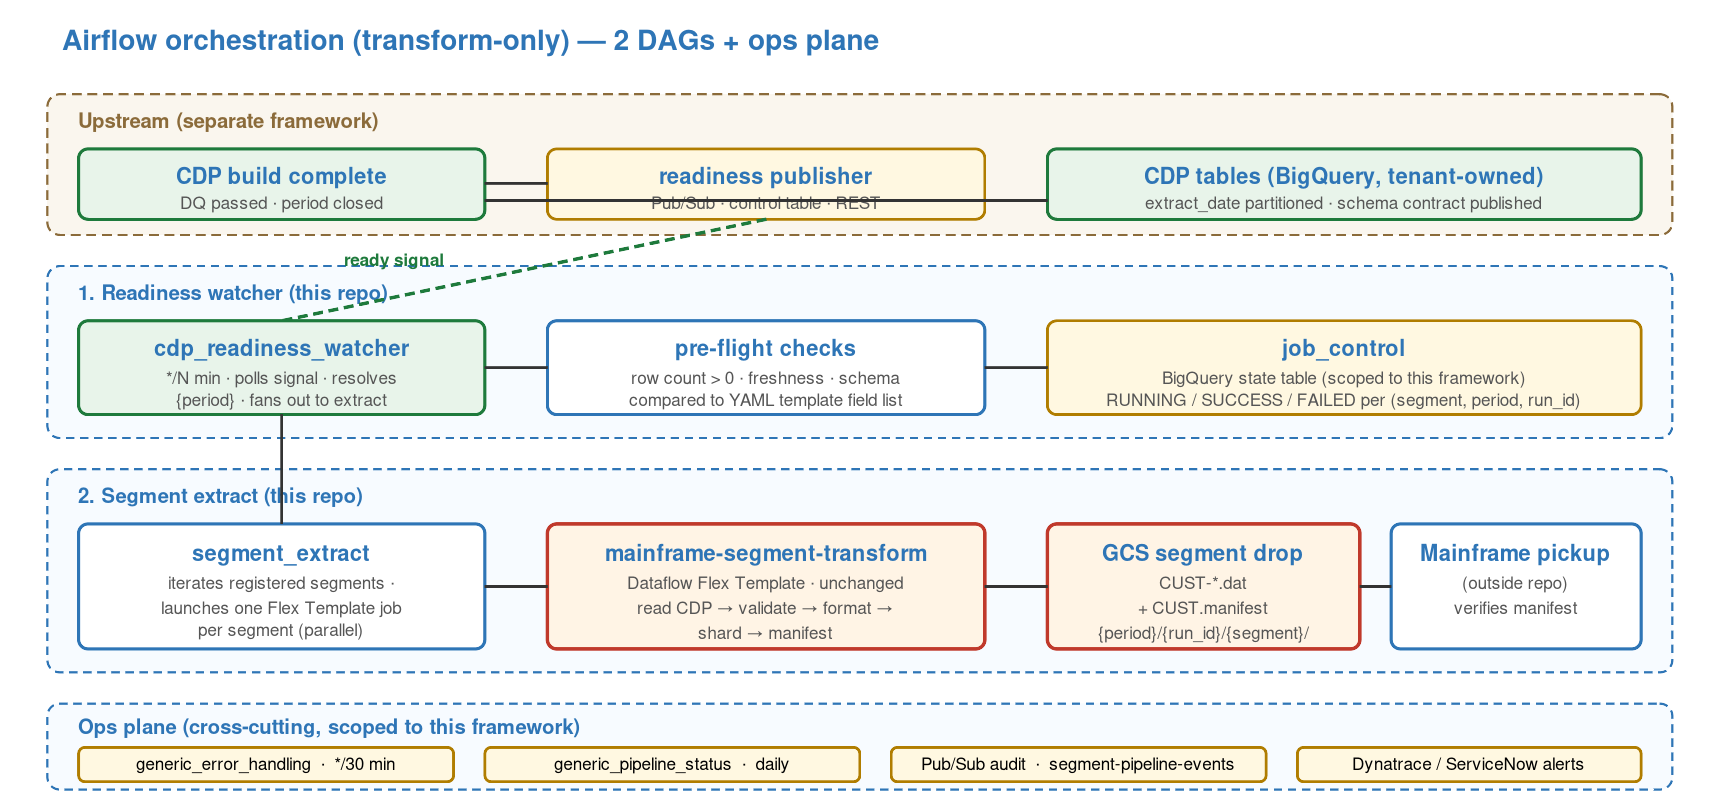 Airflow orchestration (transform-only) — 2 DAGs + ops plane
Upstream (separate framework)
CDP build complete
DQ passed · period closed
readiness publisher
Pub/Sub · control table · REST
CDP tables (BigQuery, tenant-owned)
extract_date partitioned · schema contract published
ready signal
1. Readiness watcher (this repo)
cdp_readiness_watcher
*/N min · polls signal · resolves
{period} · fans out to extract
pre-flight checks
row count > 0 · freshness · schema
compared to YAML template field list
job_control
BigQuery state table (scoped to this framework)
RUNNING / SUCCESS / FAILED per (segment, period, run_id)
2. Segment extract (this repo)
segment_extract
iterates registered segments ·
launches one Flex Template job
per segment (parallel)
mainframe-segment-transform
Dataflow Flex Template · unchanged
read CDP → validate → format →
shard → manifest
GCS segment drop
CUST-*.dat
+ CUST.manifest
{period}/{run_id}/{segment}/
Mainframe pickup
(outside repo)
verifies manifest
Ops plane (cross-cutting, scoped to this framework)
generic_error_handling · */30 min
generic_pipeline_status · daily
Pub/Sub audit · segment-pipeline-events
Dynatrace / ServiceNow alerts